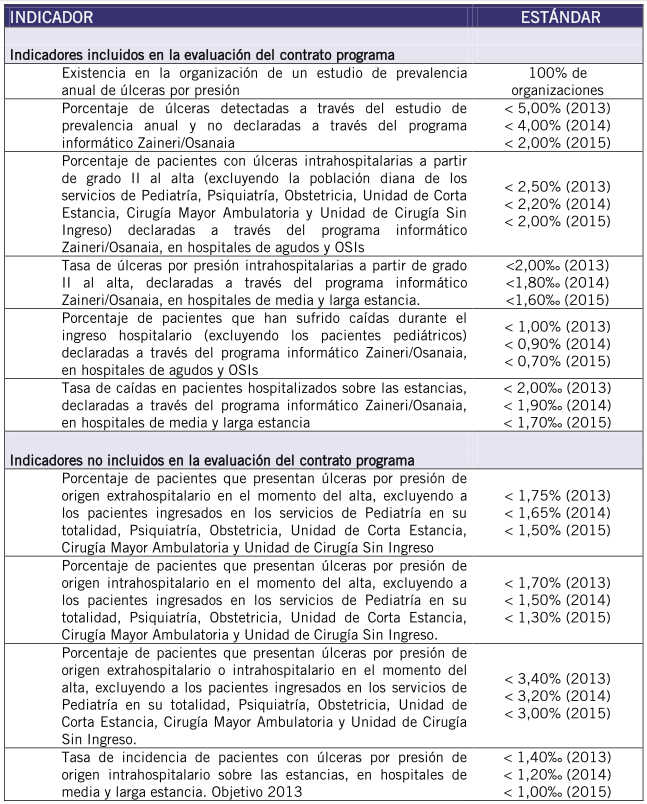 INDICADOR
ESTÁNDAR
Indicadores incluidos en la evaluación del contrato programa
Existencia en la organización de un estudio de prevalencia
anual de úlceras por presión
100% de
organizaciones
Porcentaje de úlceras detectadas a través del estudio de
prevalencia anual y no declaradas a través del programa
informático Zaineri/Osanaia
< 5,00% (2013)
< 4,00% (2014)
< 2,00% (2015)
Porcentaje de pacientes con úlceras intrahospitalarias a partir
de grado II al alta (excluyendo la población diana de los
servicios de Pediatría, Psiquiatría, Obstetricia, Unidad de Corta
Estancia, Cirugía Mayor Ambulatoria y Unidad de Cirugía Sin
Ingreso) declaradas a través del programa informático
Zaineri/Osanaia, en hospitales de agudos y OSIs
< 2,50% (2013)
< 2,20% (2014)
< 2,00% (2015)
Tasa de úlceras por presión intrahospitalarias a partir de grado
II al alta, declaradas a través del programa informático
Zaineri/Osanaia, en hospitales de media y larga estancia.
<2,00‰ (2013)
<1,80‰ (2014)
<1,60‰ (2015)
Porcentaje de pacientes que han sufrido caídas durante el
ingreso hospitalario (excluyendo los pacientes pediátricos)
declaradas a través del programa informático Zaineri/Osanaia,
en hospitales de agudos y OSIs
< 1,00% (2013)
< 0,90% (2014)
< 0,70% (2015)
Tasa de caídas en pacientes hospitalizados sobre las estancias,
declaradas a través del programa informático Zaineri/Osanaia,
en hospitales de media y larga estancia
< 2,00‰ (2013)
< 1,90‰ (2014)
< 1,70‰ (2015)
Indicadores no incluidos en la evaluación del contrato programa
Porcentaje de pacientes que presentan úlceras por presión de
origen extrahospitalario en el momento del alta, excluyendo a
los pacientes ingresados en los servicios de Pediatría en su
totalidad, Psiquiatría, Obstetricia, Unidad de Corta Estancia,
Cirugía Mayor Ambulatoria y Unidad de Cirugía Sin Ingreso
< 1,75% (2013)
< 1,65% (2014)
< 1,50% (2015)
Porcentaje de pacientes que presentan úlceras por presión de
origen intrahospitalario en el momento del alta, excluyendo a
los pacientes ingresados en los servicios de Pediatría en su
totalidad, Psiquiatría, Obstetricia, Unidad de Corta Estancia,
Cirugía Mayor Ambulatoria y Unidad de Cirugía Sin Ingreso.
< 1,70% (2013)
< 1,50% (2014)
< 1,30% (2015)
Porcentaje de pacientes que presentan úlceras por presión de
origen extrahospitalario o intrahospitalario en el momento del
alta, excluyendo a los pacientes ingresados en los servicios de
Pediatría en su totalidad, Psiquiatría, Obstetricia, Unidad de
Corta Estancia, Cirugía Mayor Ambulatoria y Unidad de Cirugía
Sin Ingreso.
< 3,40% (2013)
< 3,20% (2014)
< 3,00% (2015)
Tasa de incidencia de pacientes con úlceras por presión de
origen intrahospitalario sobre las estancias, en hospitales de
media y larga estancia. Objetivo 2013
< 1,40‰ (2013)
< 1,20‰ (2014)
< 1,00‰ (2015)